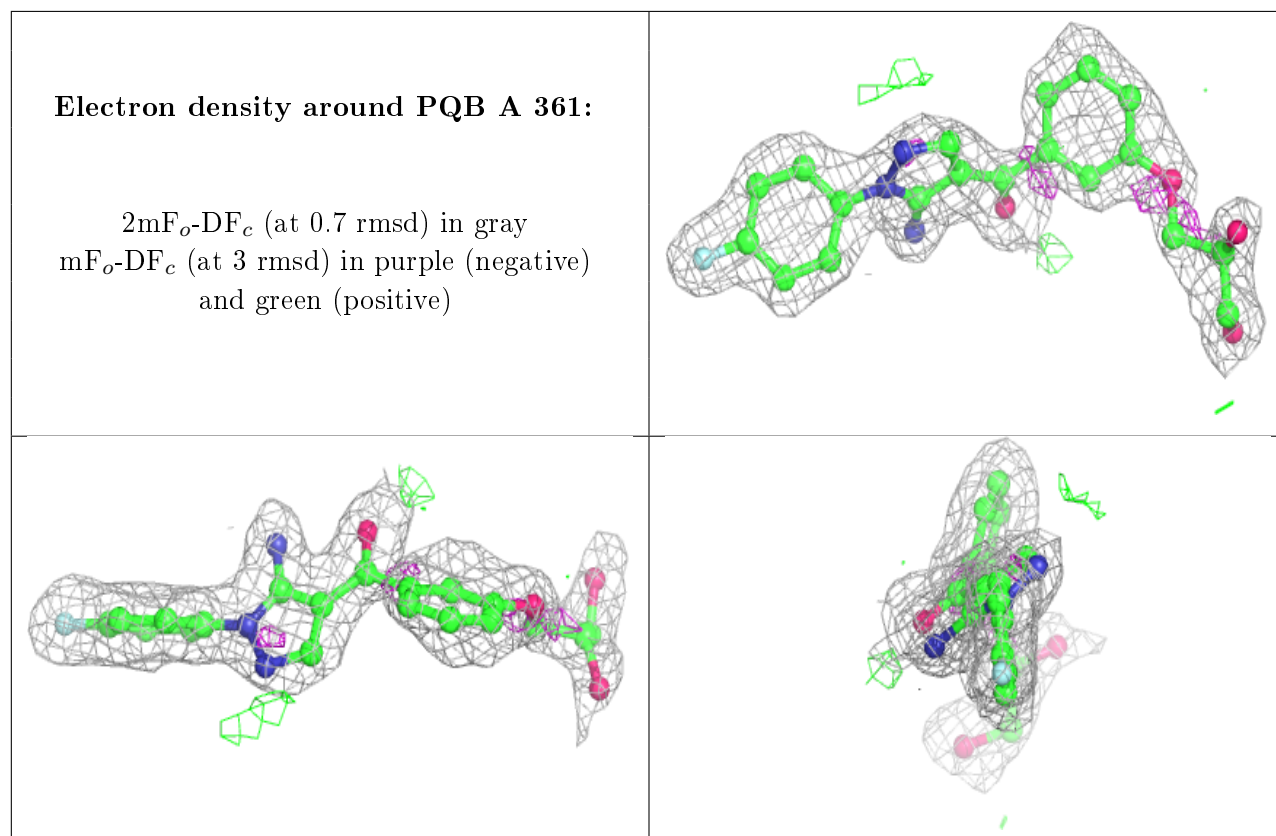 Electron density around PQB A 361:
2mFo-DFc (at 0.7 rmsd) in gray
mFo-DFc (at 3 rmsd) in purple (negative)
and green (positive)